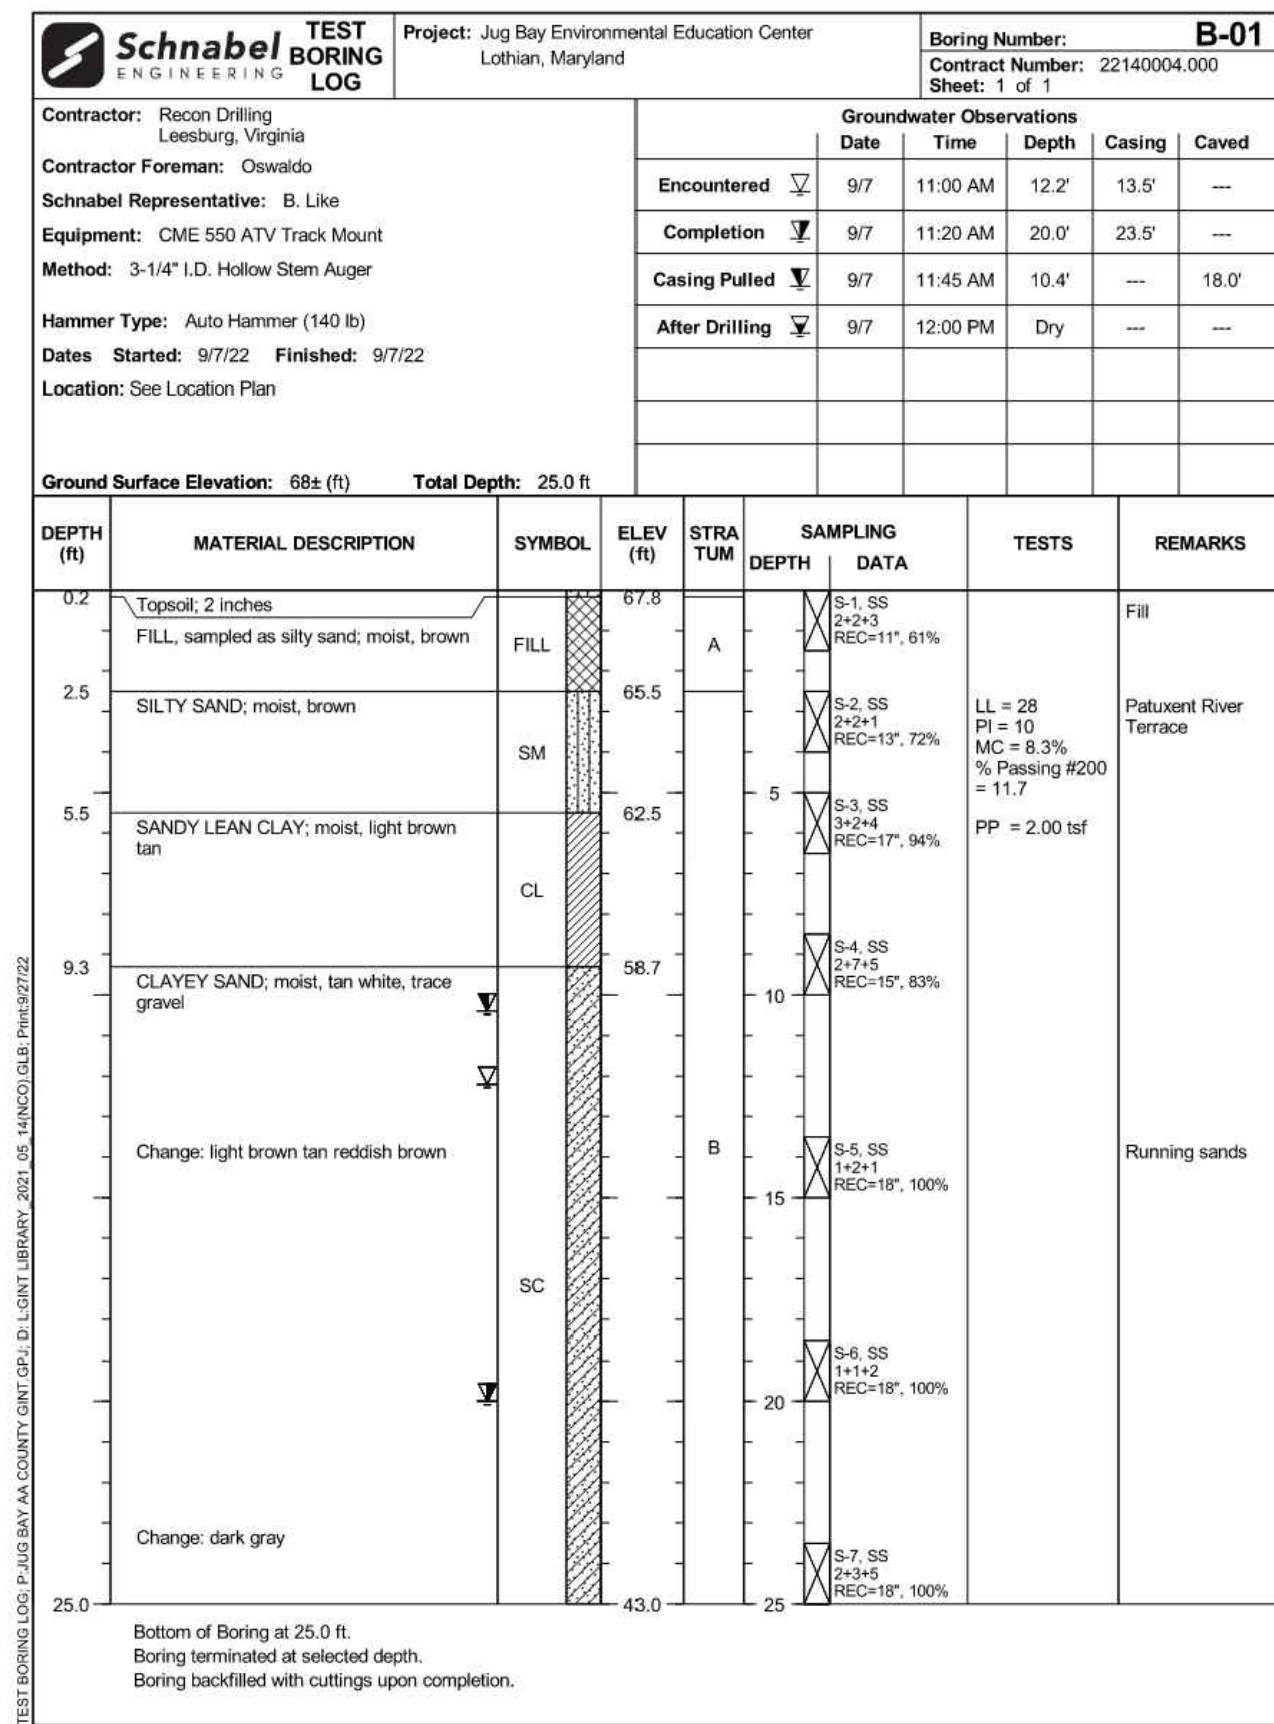 Schnabel
ENGINEERING
TEST
BORING
LOG
Project: Jug Bay Environmental Education Center
Lothian, Maryland
Boring Number: B-01
Contract Number: 22140004.000
Sheet: 1 of 1
Contractor: Recon Drilling
Leesburg, Virginia
Contractor Foreman: Oswaldo
Schnabel Representative: B. Like
Equipment: CME 550 ATV Track Mount
Method: 3-1/4" I.D. Hollow Stem Auger
Hammer Type: Auto Hammer (140 lb)
Dates Started: 9/7/22 Finished: 9/7/22
Location: See Location Plan
Ground Surface Elevation: 68± (ft) Total Depth: 25.0 ft
Groundwater Observations
Date Time Depth Casing Caved
Encountered 9/7 11:00 AM 12.2' 13.5' ---
Completion 9/7 11:20 AM 20.0' 23.5' ---
Casing Pulled 9/7 11:45 AM 10.4' --- 18.0'
After Drilling 9/7 12:00 PM Dry --- ---
DEPTH
(ft)
MATERIAL DESCRIPTION
SYMBOL
ELEV
(ft)
STRA
TUM
SAMPLING
DEPTH DATA
TESTS
REMARKS
0.2
Topsoil; 2 inches
67.8
FILL, sampled as silty sand; moist, brown
FILL
A
S-1, SS
2+2+3
REC=11", 61%
Fill
2.5
65.5
SILTY SAND; moist, brown
SM
S-2, SS
2+2+1
REC=13", 72%
LL = 28
PI = 10
MC = 8.3%
% Passing #200
= 11.7
Patuxent River
Terrace
5
5.5
62.5
SANDY LEAN CLAY; moist, light brown
tan
CL
S-3, SS
3+2+4
REC=17", 94%
PP = 2.00 tsf
S-4, SS
2+7+5
REC=15", 83%
9.3
58.7
CLAYEY SAND; moist, tan white, trace
gravel
10
Change: light brown tan reddish brown
B
S-5, SS
1+2+1
REC=18", 100%
Running sands
15
SC
S-6, SS
1+1+2
REC=18", 100%
20
Change: dark gray
S-7, SS
2+3+5
REC=18", 100%
25.0
43.0
25
Bottom of Boring at 25.0 ft.
Boring terminated at selected depth.
Boring backfilled with cuttings upon completion.
TEST BORING LOG; P:JUG BAY AA COUNTY GINT.GPJ; D: L:GINT LIBRARY_2021_05_14(NCO).GLB; Print:9/27/22